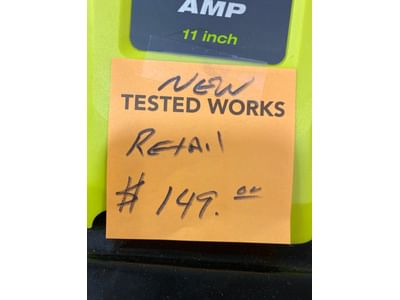 AMP
11 inch
NEW
TESTED WORKS
RETAIL
$ 149.00